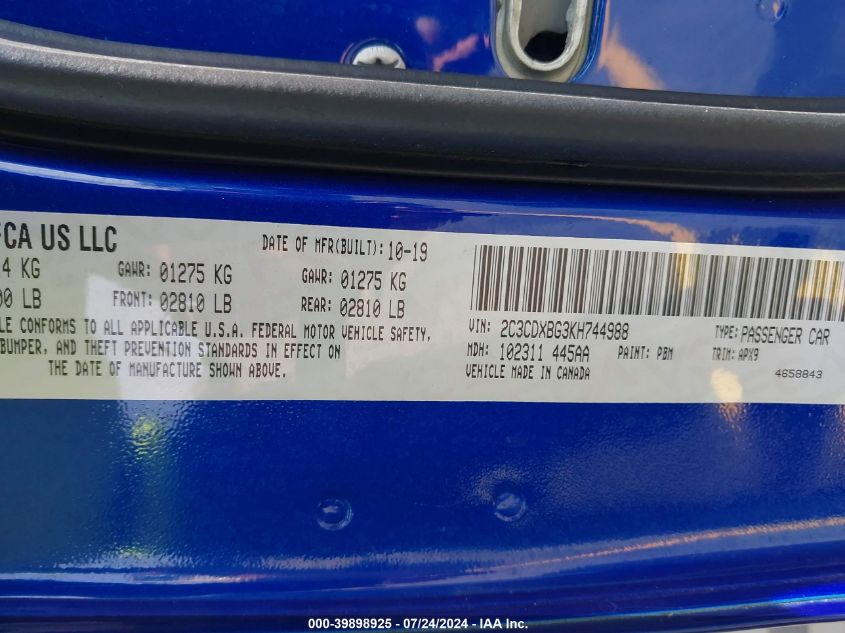 FCA US LLC
DATE OF MFR(BUILT): 10-19
4 KG GAWR: 01275 KG GAWR: 01275 KG
00 LB FRONT: 02810 LB REAR: 02810 LB
LE CONFORMS TO ALL APPLICABLE U.S.A. FEDERAL MOTOR VEHICLE SAFETY,
BUMPER, AND THEFT PREVENTION STANDARDS IN EFFECT ON
THE DATE OF MANUFACTURE SHOWN ABOVE.
VIN: 2C3CDXBG3KH744988 TYPE: PASSENGER CAR
MDH: 102311 445AA PAINT: PBM TRIM: APX9
VEHICLE MADE IN CANADA 4658843
000-39898925 / 07/24/2024 - IAA Inc.